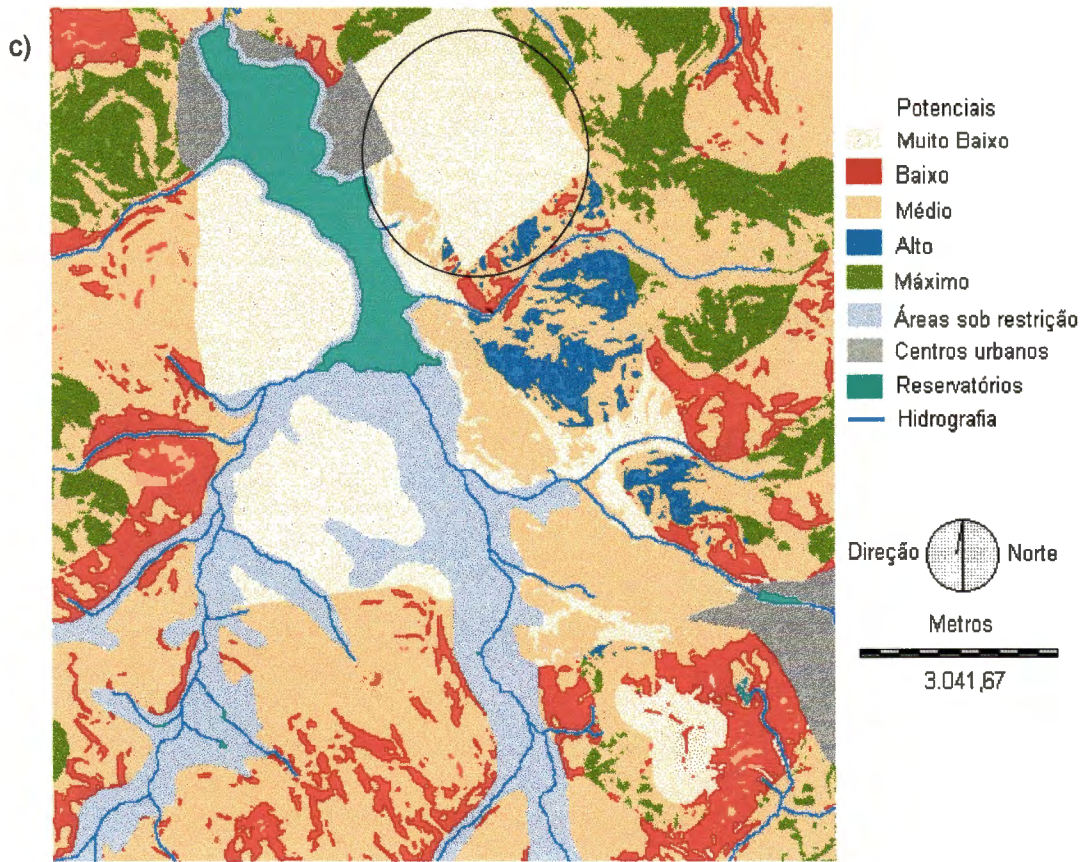 c)
Potenciais
Muito Baixo
Baixo
Médio
Alto
Máximo
Áreas sob restrição
Centros urbanos
Reservatórios
Hidrografia
Direção Norte
Metros
3.041,67